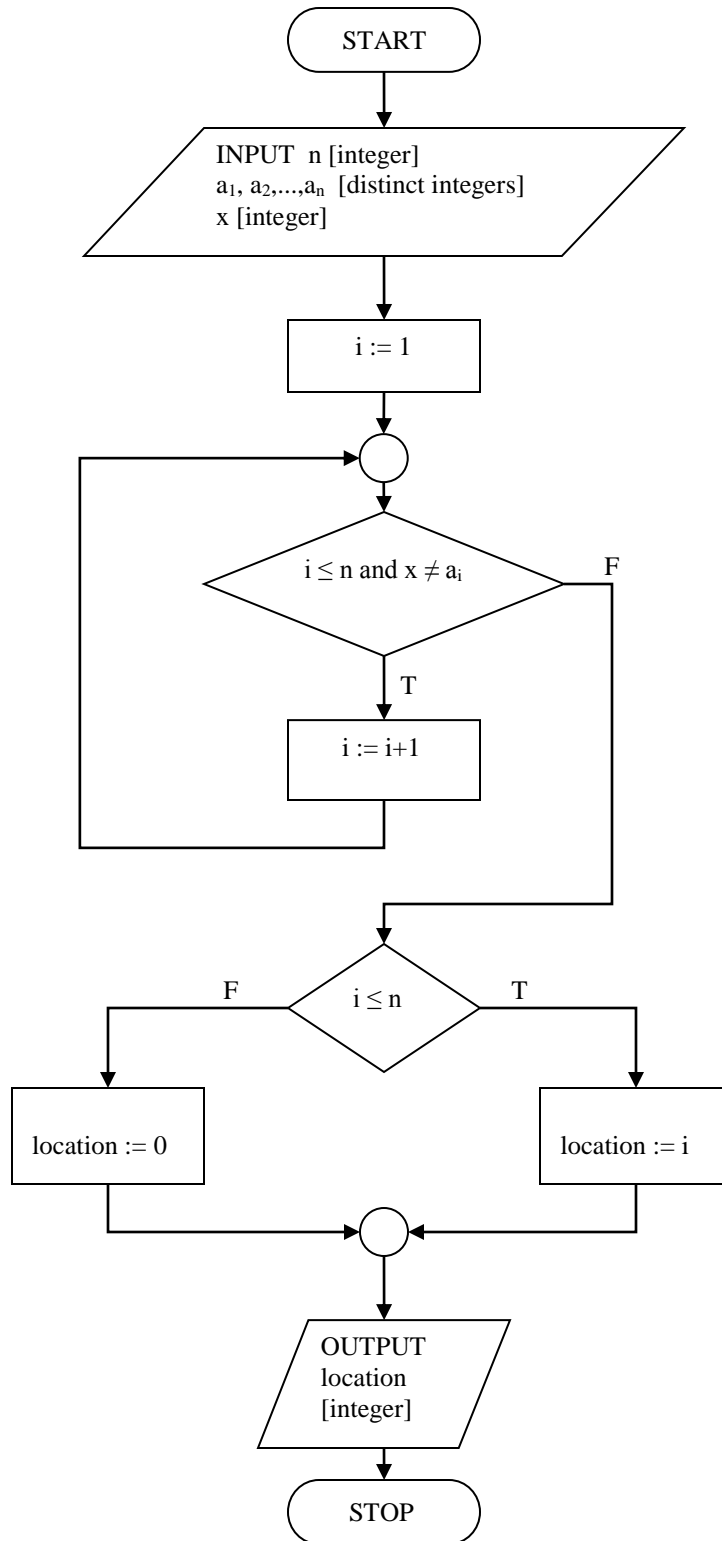 START
INPUT  n [integer]
a₁, a₂,...,aₙ  [distinct integers]
x [integer]
i := 1
i ≤ n and x ≠ aᵢ
F
T
i := i+1
F
i ≤ n
T
location := 0
location := i
OUTPUT
location
[integer]
STOP